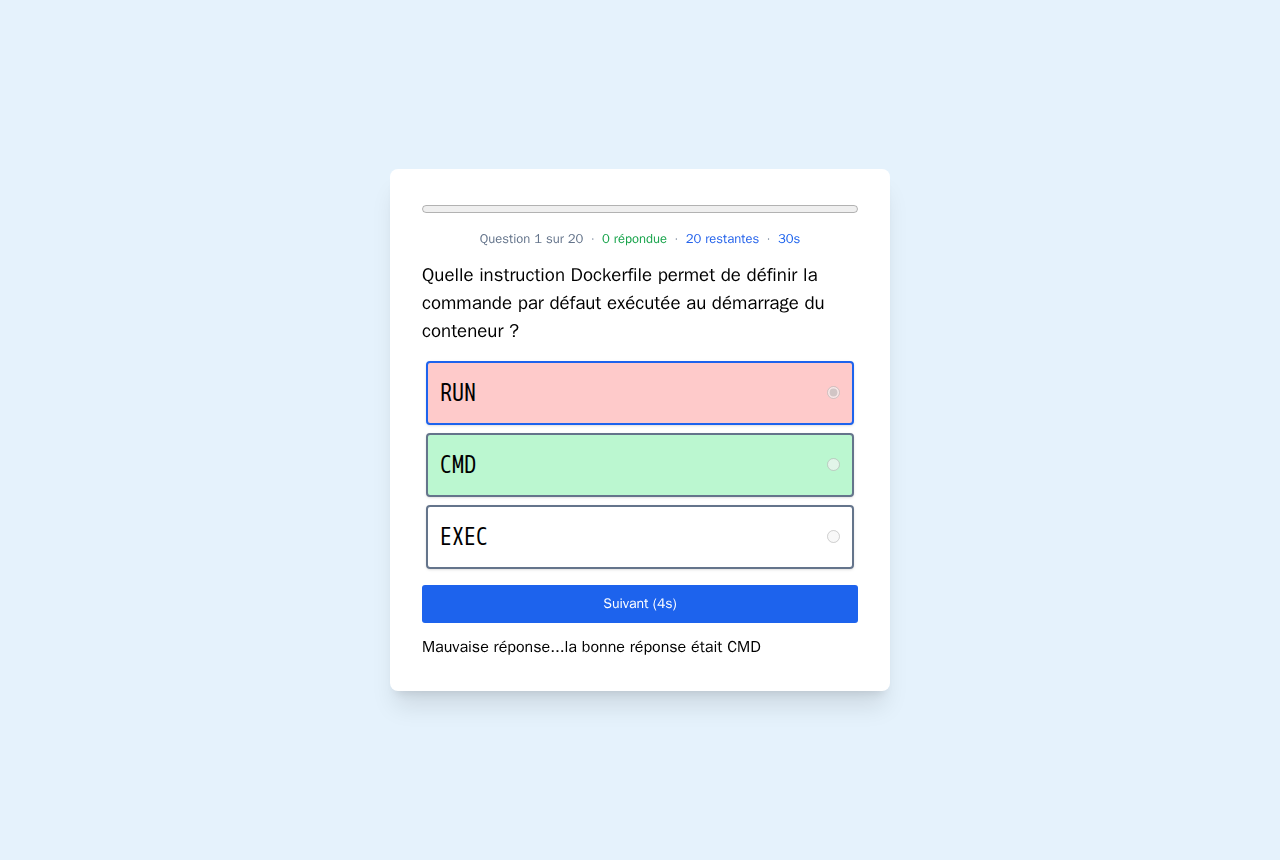 Question 1 sur 20 · 0 répondue · 20 restantes · 30s
Quelle instruction Dockerfile permet de définir la
commande par défaut exécutée au démarrage du
conteneur ?
RUN
CMD
EXEC
Suivant (4s)
Mauvaise réponse...la bonne réponse était CMD